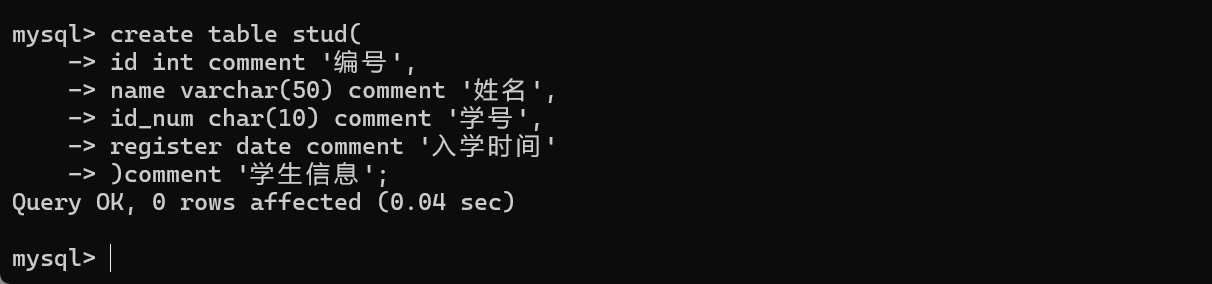 mysql> create table stud(
    -> id int comment '编号',
    -> name varchar(50) comment '姓名',
    -> id_num char(10) comment '学号',
    -> register date comment '入学时间'
    -> )comment '学生信息';
Query OK, 0 rows affected (0.04 sec)
mysql>